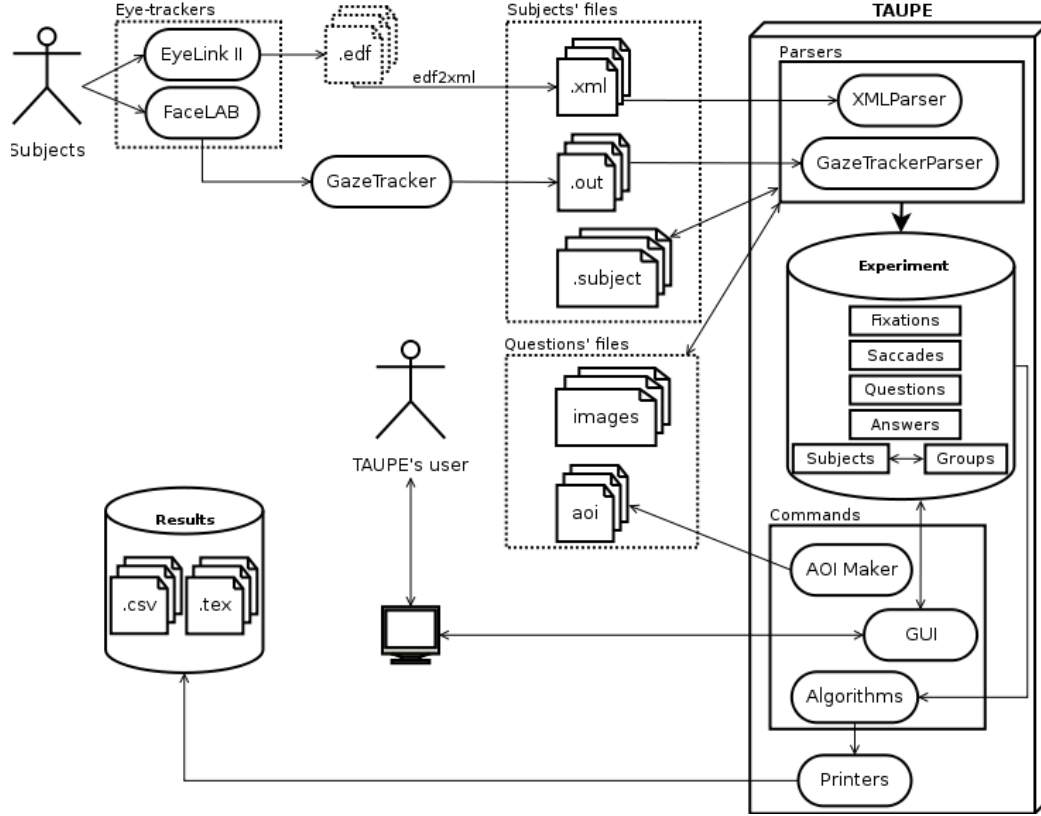 Eye-trackers
Subjects' files
TAUPE
EyeLink II
.edf
edf2xml
.xml
Parsers
XMLParser
FaceLAB
Subjects
GazeTracker
.out
GazeTrackerParser
.subject
Experiment
Fixations
Saccades
Questions
Answers
Subjects
Groups
Questions' files
images
aoi
TAUPE's user
Results
.csv
.tex
Commands
AOI Maker
GUI
Algorithms
Printers